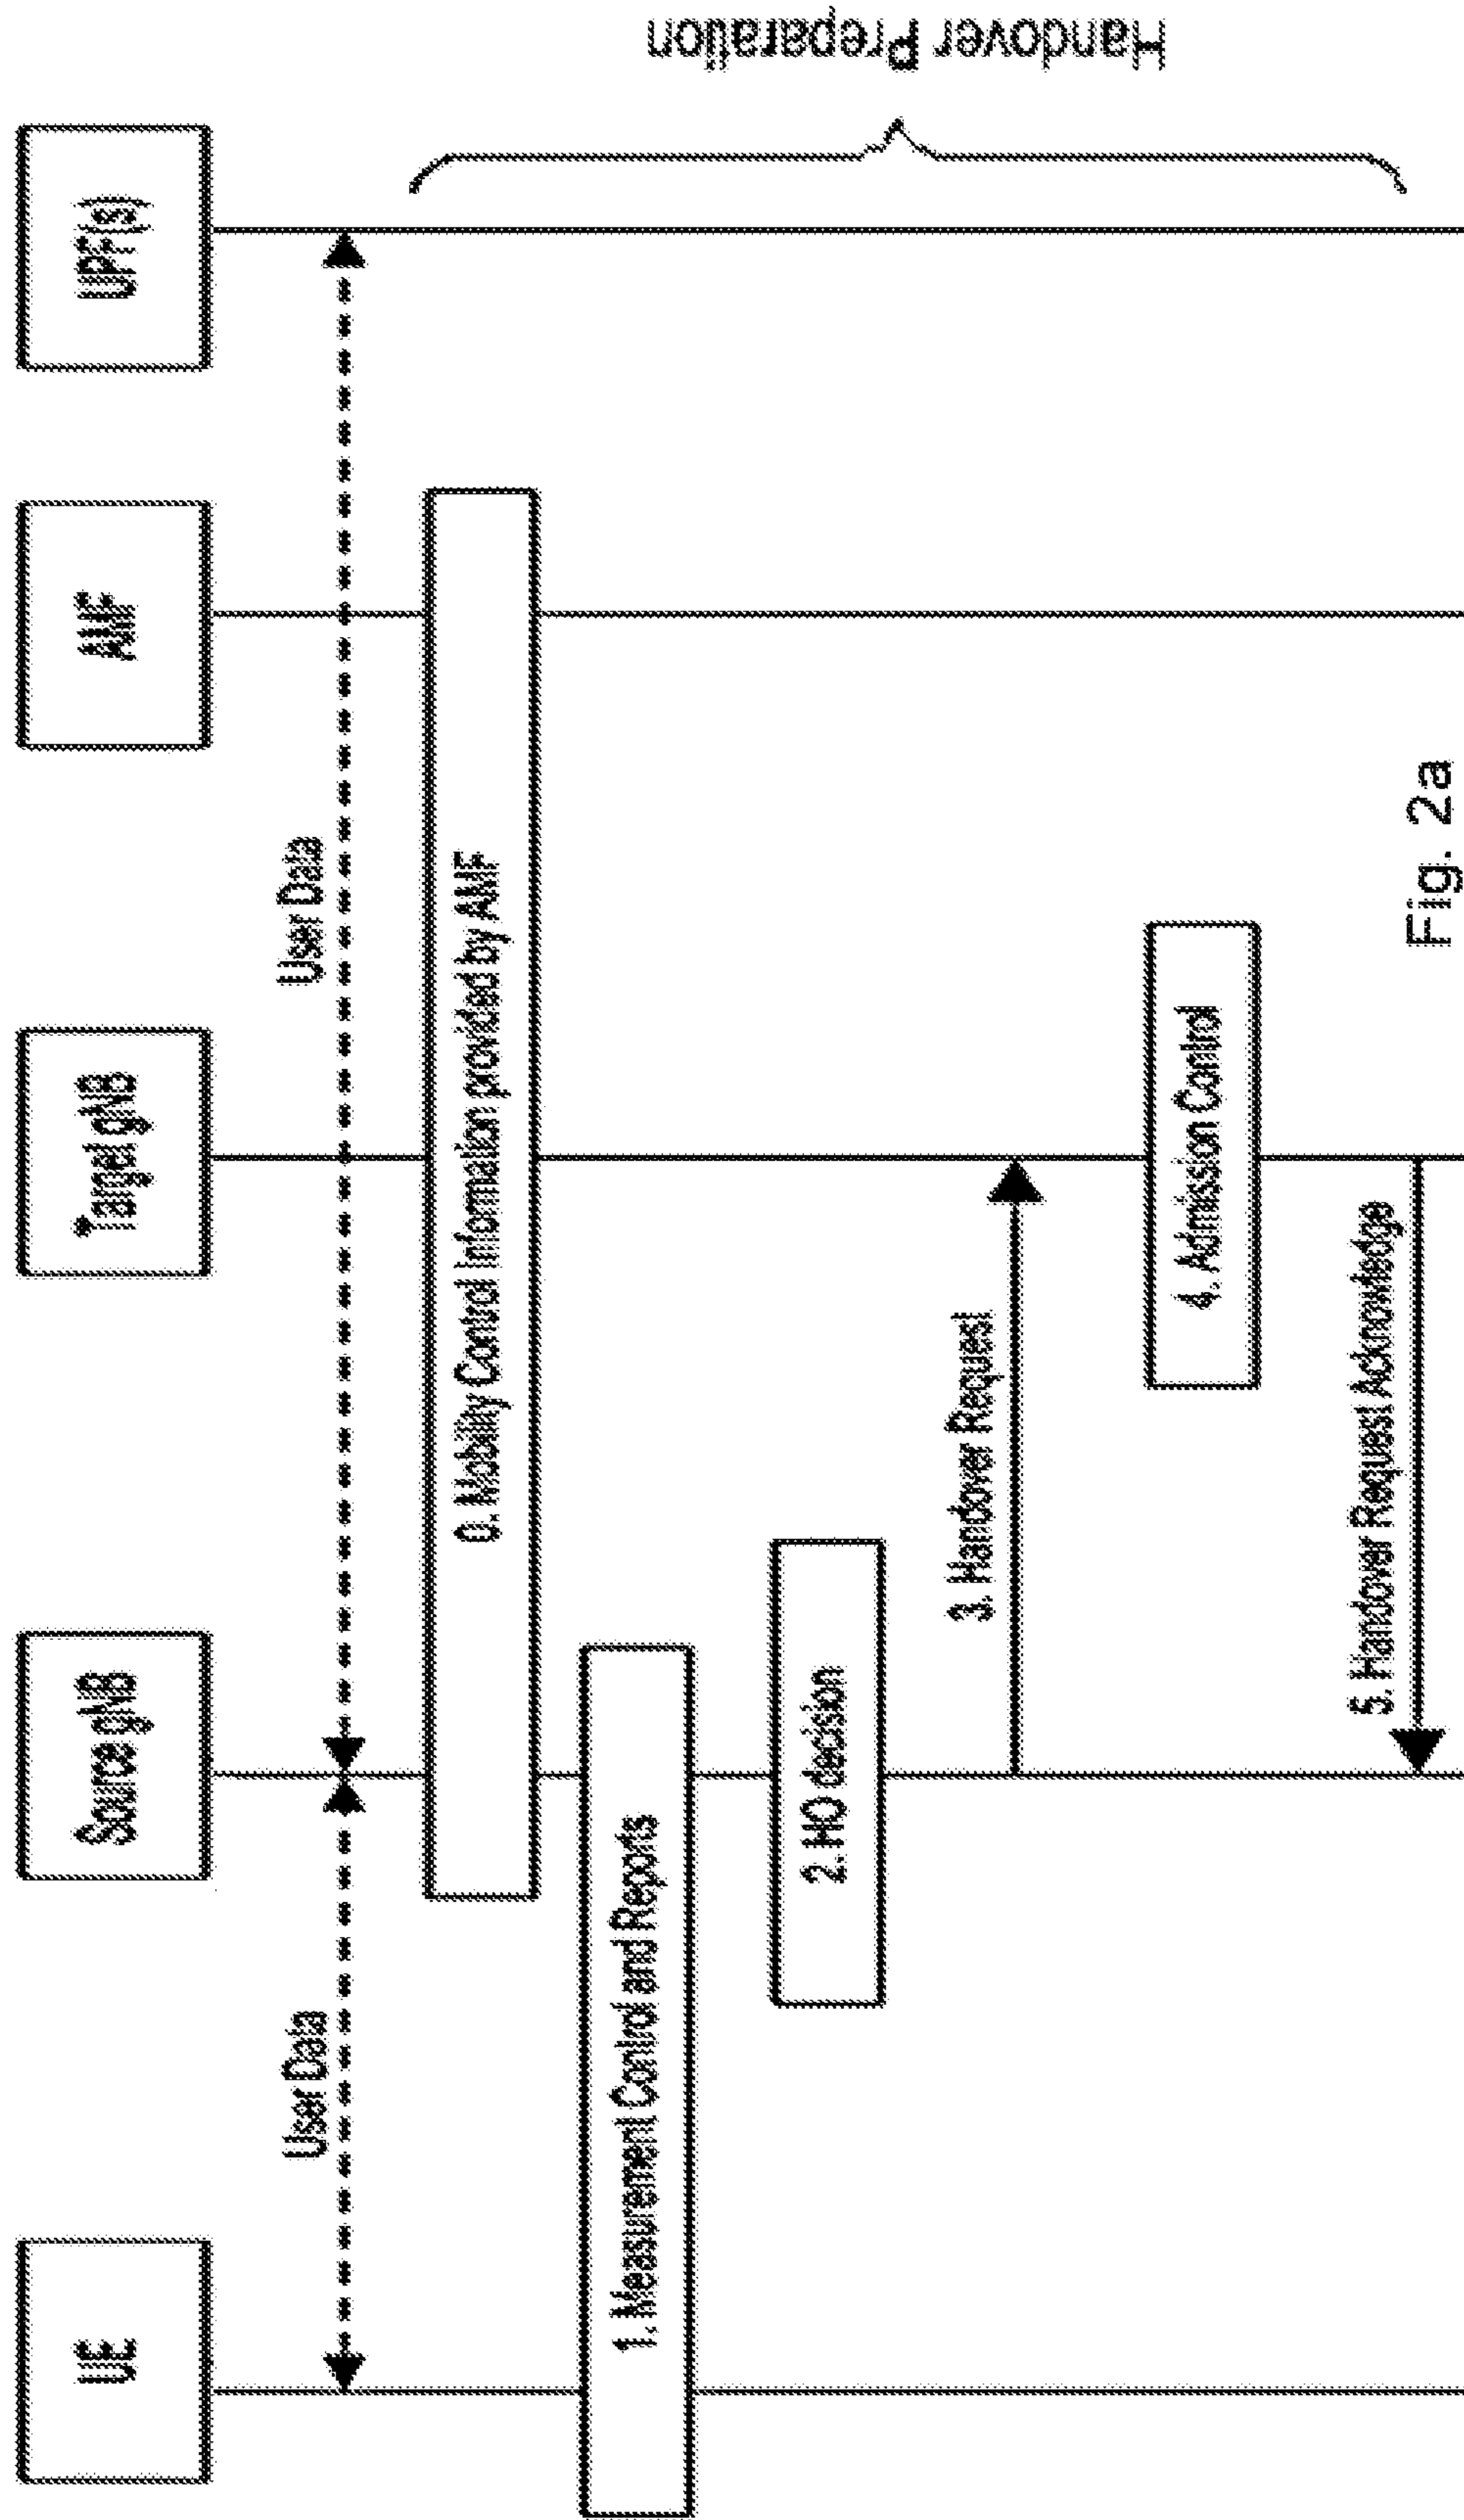 UE
Source gNB
Target gNB
AMF
UPF(s)
User Data
User Data
0. Mobility Control Information provided by AMF
1. Measurement Control and Reports
2. HO decision
3. Handover Request
4. Admission Control
5. Handover Request Acknowledge
Handover Preparation
Fig. 2a